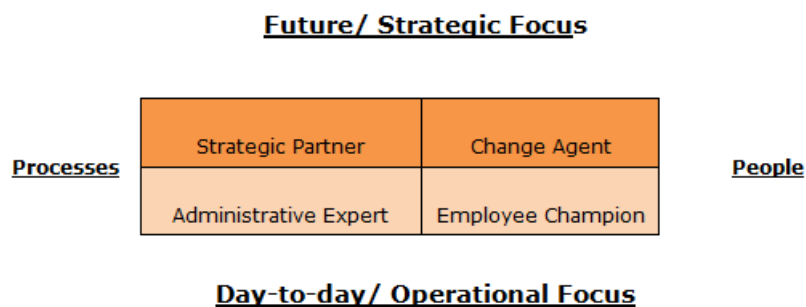 Future/ Strategic Focus
Strategic Partner
Change Agent
Processes
People
Administrative Expert
Employee Champion
Day-to-day/ Operational Focus